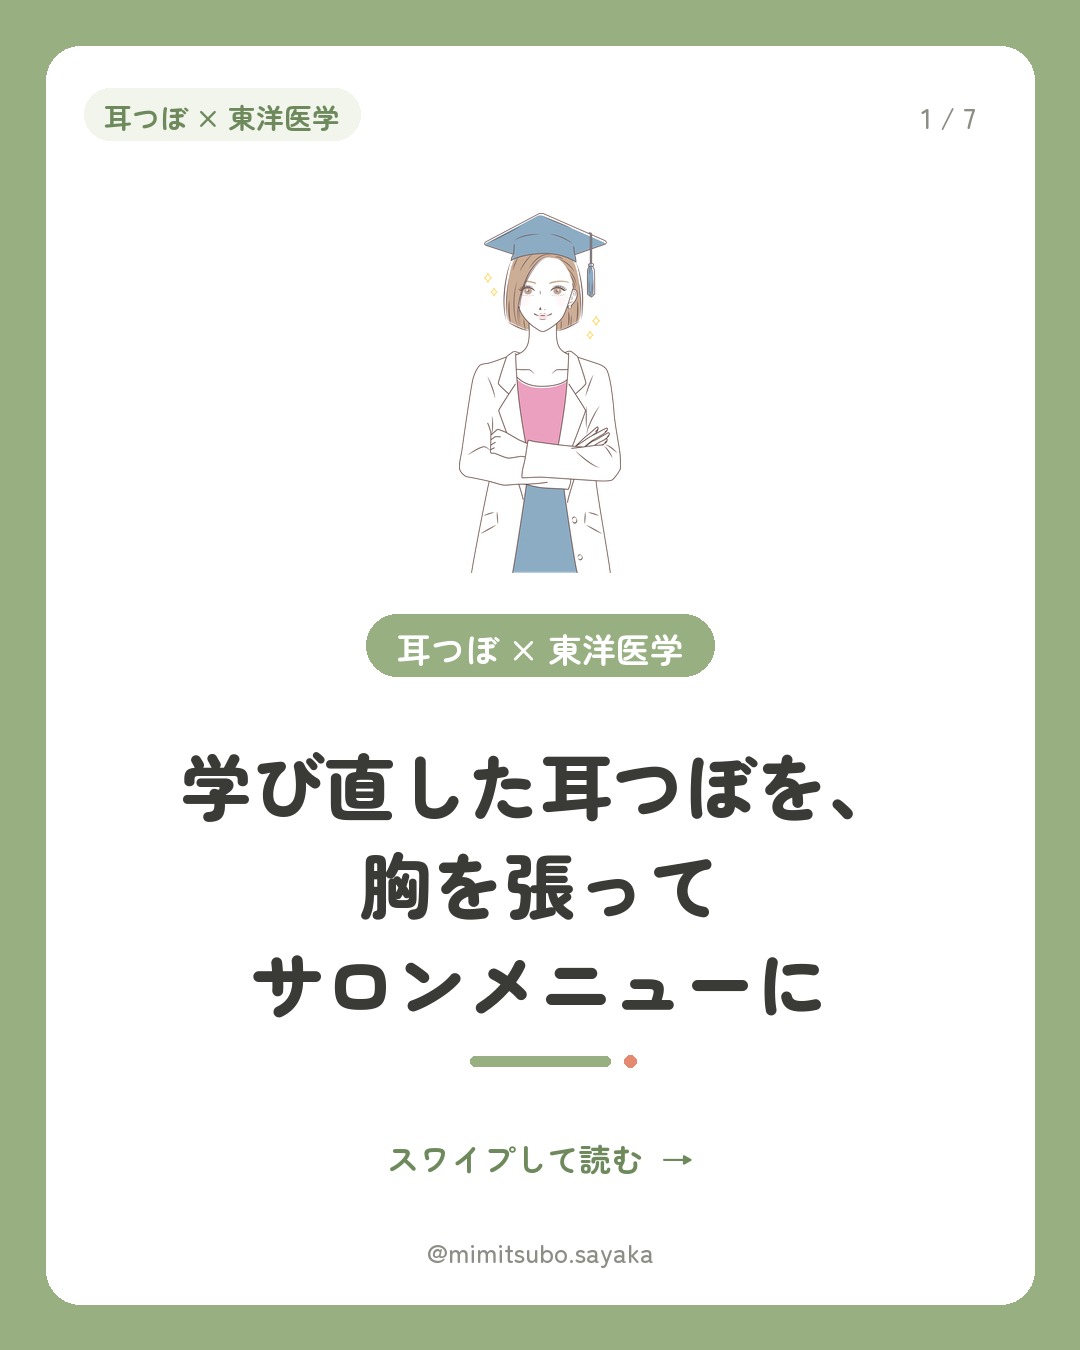 耳つぼ × 東洋医学
1 / 7
耳つぼ × 東洋医学
学び直した耳つぼを、
胸を張って
サロンメニューに
スワイプして読む →
@mimitsubo.sayaka